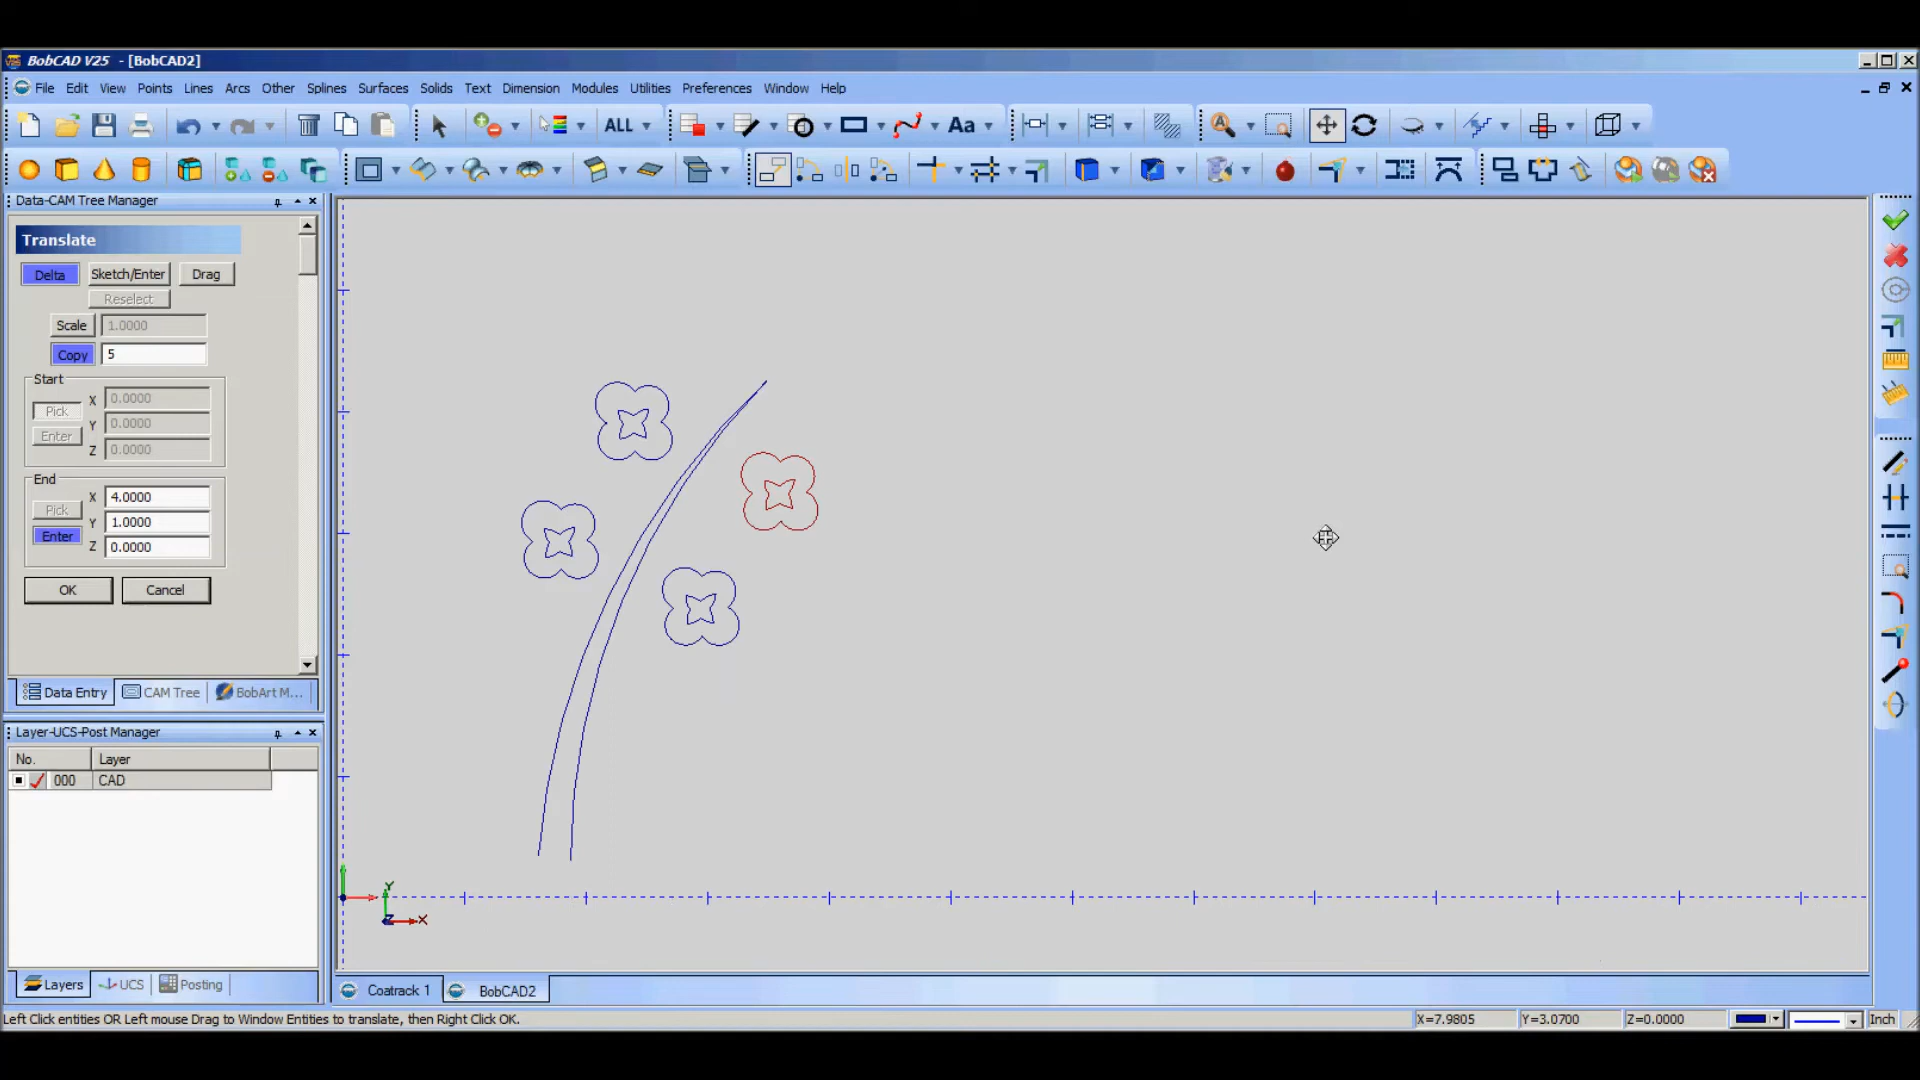 BobCAD V25 - [BobCAD2]
File Edit View Points Lines Arcs Other Splines Surfaces Solids Text Dimension Modules Utilities Preferences Window Help
ALL Aa
Data-CAM Tree Manager
Translate
Delta Sketch/Enter Drag
Reselect
Scale 1.0000
Copy 5
Start
Pick X 0.0000
Y 0.0000
Enter
Z 0.0000
End
X 4.0000
Pick
Y 1.0000
Enter
Z 0.0000
OK Cancel
Data Entry CAM Tree BobArt M...
Layer-UCS-Post Manager
No. Layer
000 CAD
Layers UCS Posting
Y
Z X
Coatrack 1 BobCAD2
Left Click entities OR Left mouse Drag to Window Entities to translate, then Right Click OK. X=7.9805 Y=3.0700 Z=0.0000 Inch